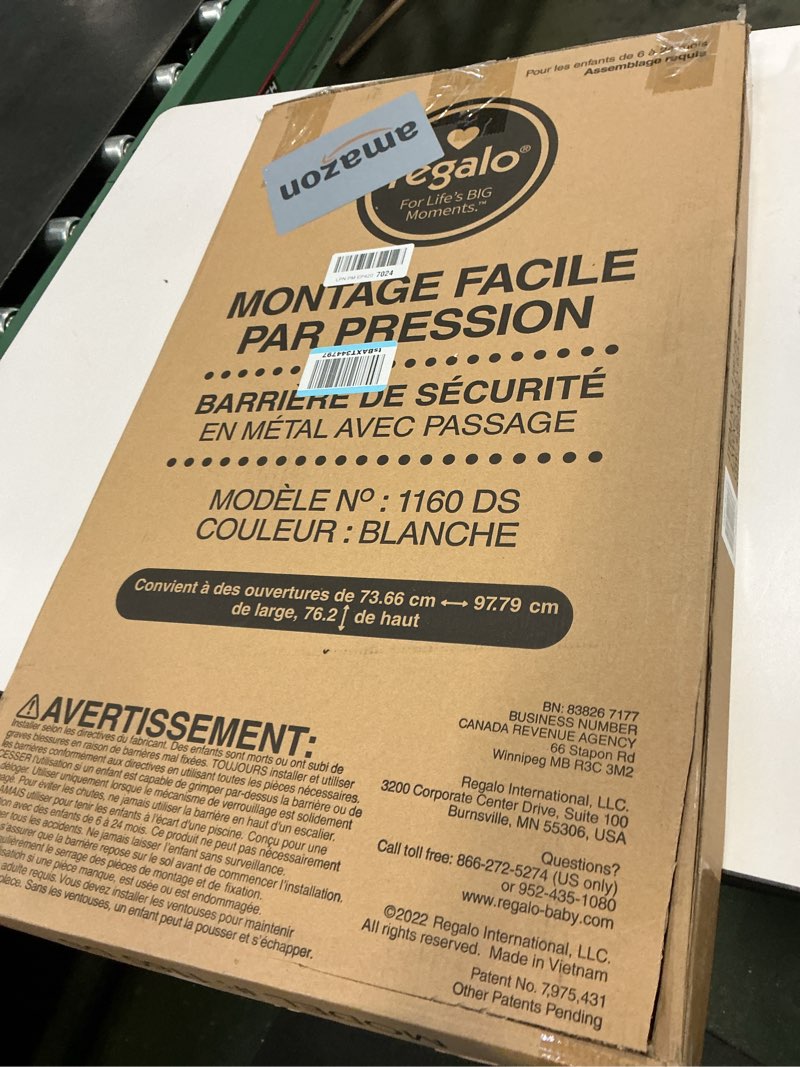 Pour les enfants de 6 à 24 mois
Assemblage requis
amazon
regalo®
For Life's BIG
Moments.™
7024
MONTAGE FACILE
PAR PRESSION
tsBAXT344797
BARRIÈRE DE SÉCURITÉ
EN MÉTAL AVEC PASSAGE
MODÈLE Nº : 1160 DS
COULEUR : BLANCHE
Convient à des ouvertures de 73.66 cm ↔ 97.79 cm
de large, 76.2 ↕ de haut
⚠AVERTISSEMENT:
Installer selon les directives du fabricant. Des enfants sont morts ou ont subi de
graves blessures en raison de barrières mal fixées. TOUJOURS installer et utiliser
les barrières conformément aux directives en utilisant toutes les pièces nécessaires.
CESSER l'utilisation si un enfant est capable de grimper par-dessus la barrière ou de
déloger. Utiliser uniquement lorsque le mécanisme de verrouillage est solidement
Pour éviter les chutes, ne jamais utiliser la barrière en haut d'un escalier.
JAMAIS utiliser pour tenir les enfants à l'écart d'une piscine. Conçu pour une
avec des enfants de 6 à 24 mois. Ce produit ne peut pas nécessairement
tous les accidents. Ne jamais laisser l'enfant sans surveillance.
s'assurer que la barrière repose sur le sol avant de commencer l'installation.
le serrage des pièces de montage et de fixation.
si une pièce manque, est usée ou est endommagée.
adulte requis. Vous devez installer les ventouses pour maintenir
place. Sans les ventouses, un enfant peut la pousser et s'échapper.
BN: 83826 7177
BUSINESS NUMBER
CANADA REVENUE AGENCY
66 Stapon Rd
Winnipeg MB R3C 3M2
Regalo International, LLC.
3200 Corporate Center Drive, Suite 100
Burnsville, MN 55306, USA
Questions?
Call toll free: 866-272-5274 (US only)
or 952-435-1080
www.regalo-baby.com
©2022 Regalo International, LLC.
All rights reserved. Made in Vietnam
Patent No. 7,975,431
Other Patents Pending